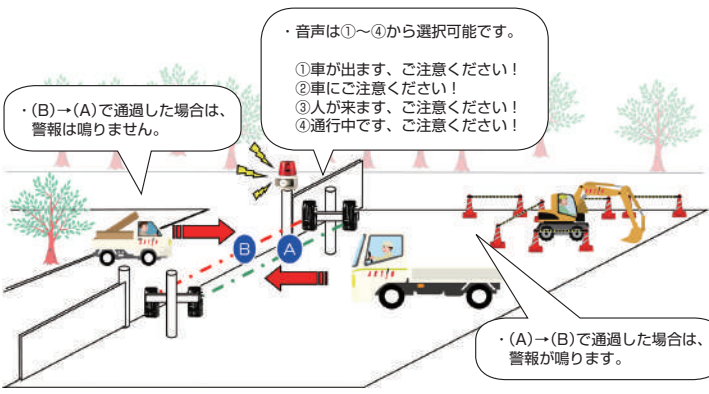 ・音声は①～④から選択可能です。
①車が出ます、ご注意ください！
②車にご注意ください！
③人が来ます、ご注意ください！
④通行中です、ご注意ください！
・(B)→(A)で通過した場合は、
警報は鳴りません。
B
A
・(A)→(B)で通過した場合は、
警報が鳴ります。